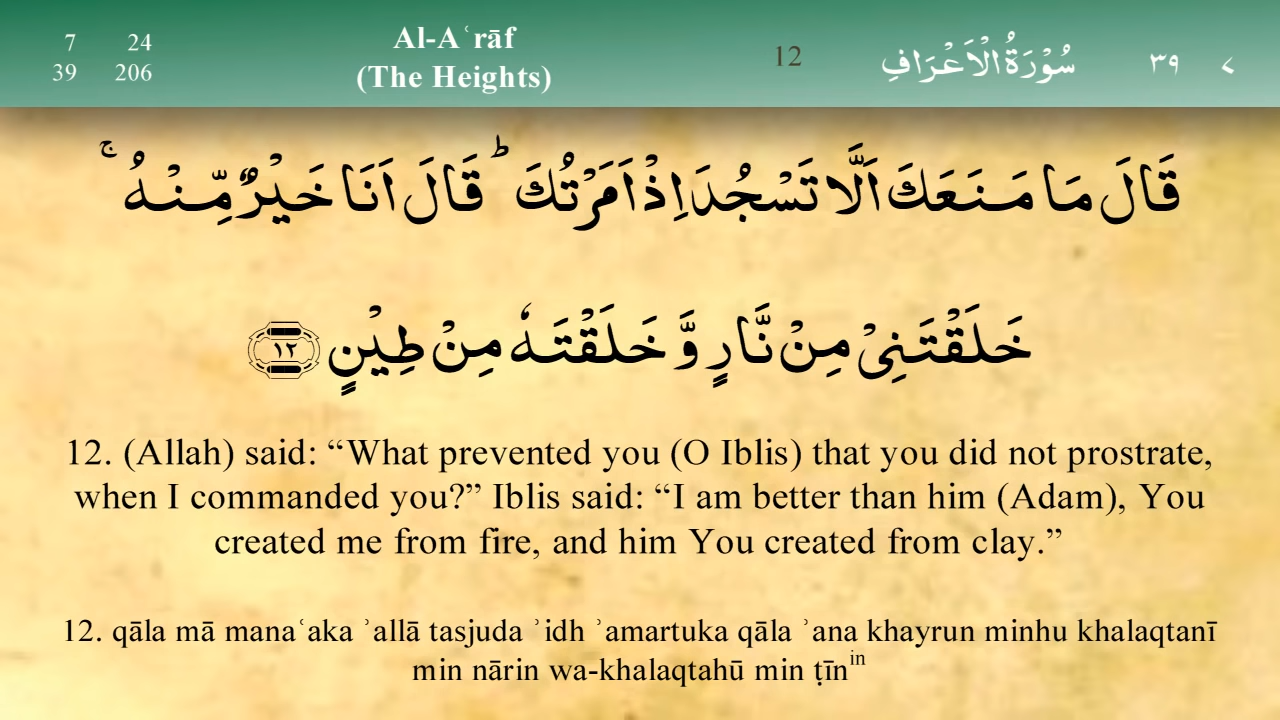 7 24
39 206
Al-Aʿrāf
(The Heights)
12
سُوْرَةُ الْاَعْرَافِ
٣٩ ٧
قَالَ مَا مَنَعَكَ اَلَّا تَسْجُدَ اِذْ اَمَرْتُكَ ؕ قَالَ اَنَا خَيْرٌ مِّنْهُ ۚ
خَلَقْتَنِىْ مِنْ نَّارٍ وَّ خَلَقْتَهٗ مِنْ طِيْنٍ ١٢
12. (Allah) said: “What prevented you (O Iblis) that you did not prostrate,
when I commanded you?” Iblis said: “I am better than him (Adam), You
created me from fire, and him You created from clay.”
12. qāla mā manaʿaka ʾallā tasjuda ʾidh ʾamartuka qāla ʾana khayrun minhu khalaqtanī
min nārin wa-khalaqtahū min ṭīnⁱⁿ